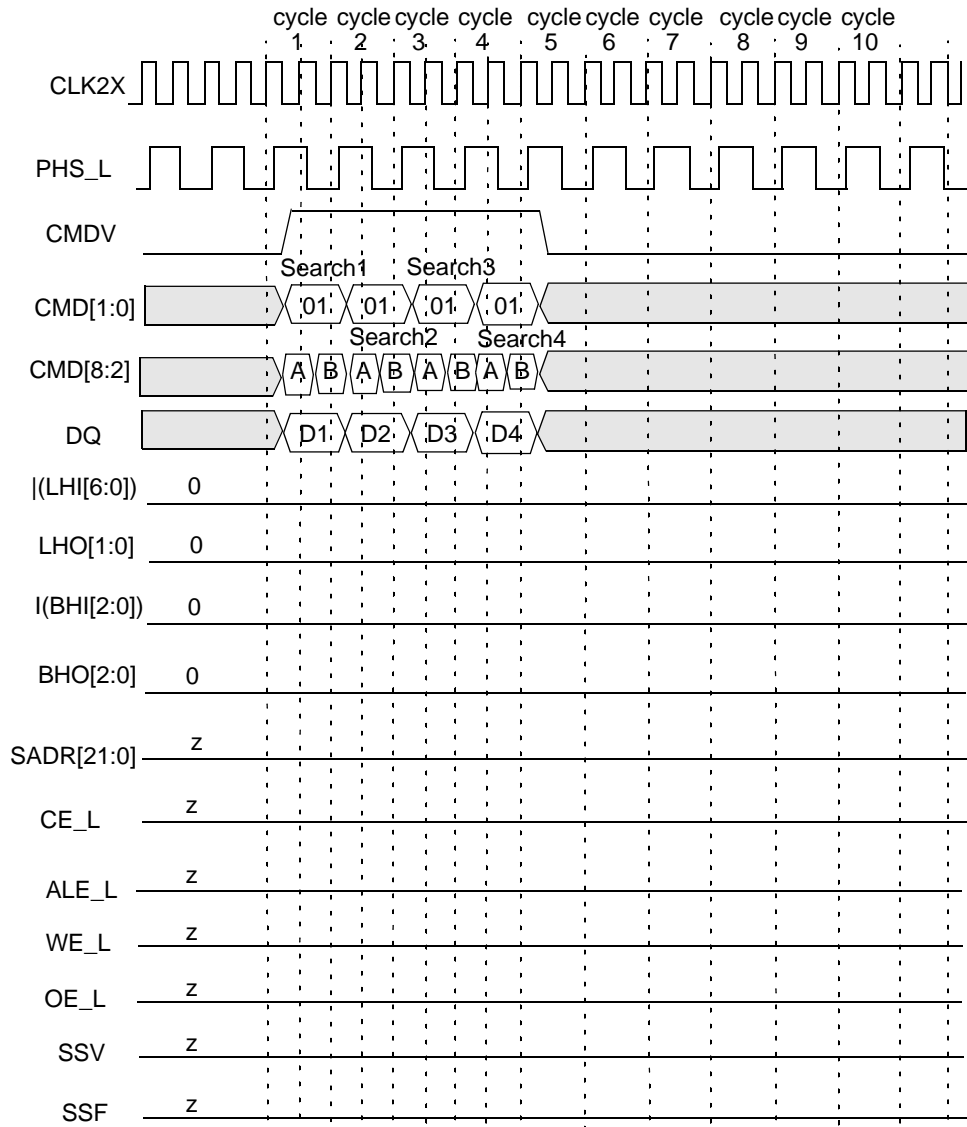 cycle cycle cycle cycle cycle cycle cycle cycle cycle cycle
1 2 3 4 5 6 7 8 9 10
CLK2X
PHS_L
CMDV
Search1 Search3
CMD[1:0] 01 01 01 01
Search2 Search4
CMD[8:2] A B A B A B A B
DQ D1 D2 D3 D4
|(LHI[6:0]) 0
LHO[1:0] 0
I(BHI[2:0]) 0
BHO[2:0] 0
SADR[21:0] z
CE_L z
ALE_L z
WE_L z
OE_L z
SSV z
SSF z